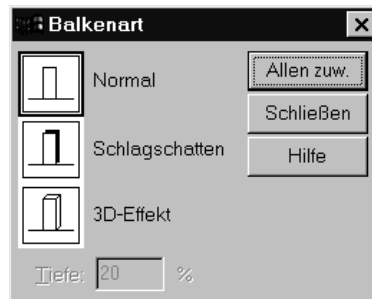 Balkenart
Normal
Schlagschatten
3D-Effekt
Tiefe: 20 %
Allen zuw.
Schließen
Hilfe